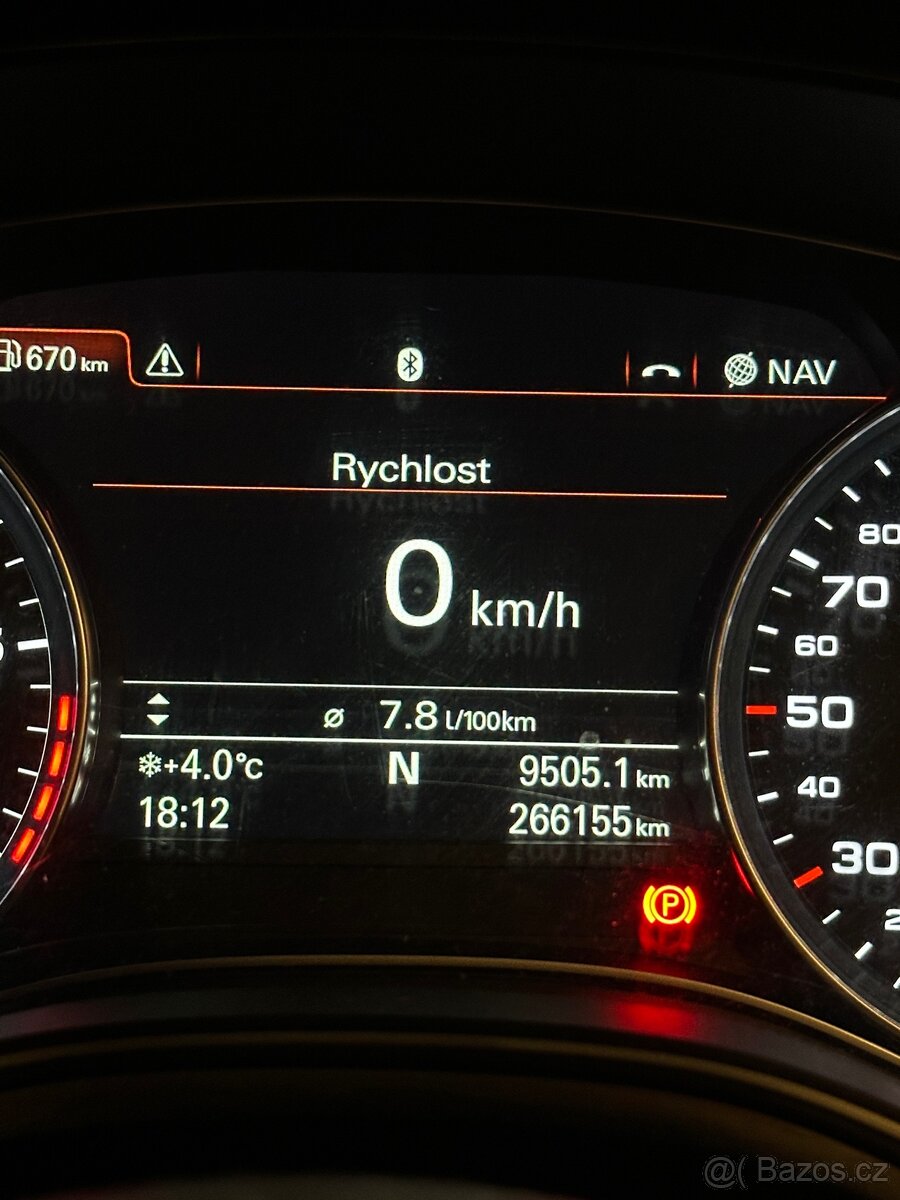 670 km
NAV
Rychlost
0 km/h
ø 7.8 L/100km
+4.0°C N 9505.1 km
18:12 266155 km
P
80
70
60
50
40
30
@( Bazos.cz